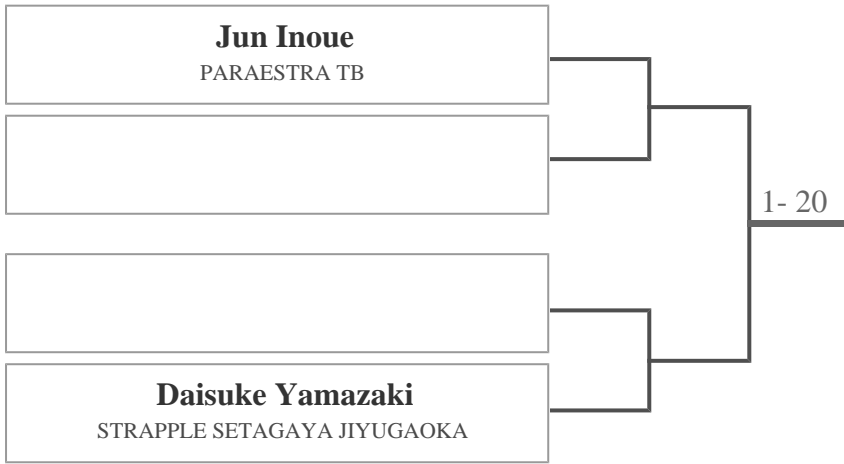 Jun Inoue
PARAESTRA TB
1- 20
Daisuke Yamazaki
STRAPPLE SETAGAYA JIYUGAOKA